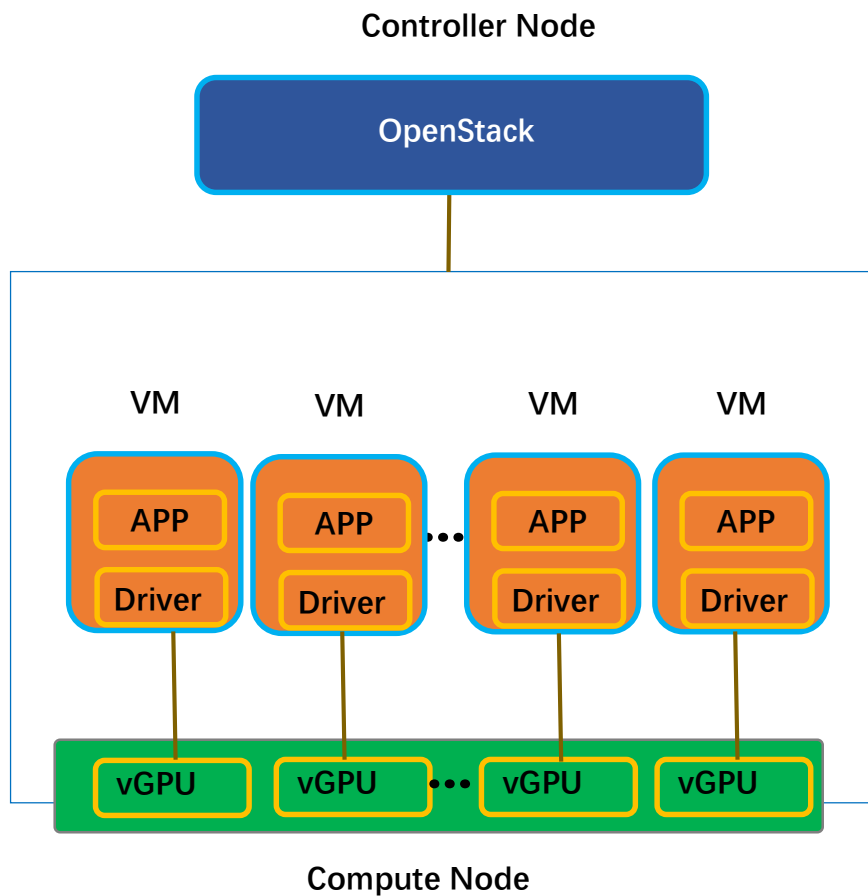 Controller Node
OpenStack
VM VM VM VM
APP APP APP APP
Driver Driver Driver Driver
vGPU vGPU vGPU vGPU
Compute Node